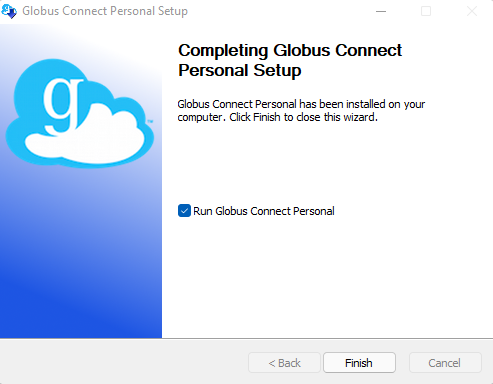 Globus Connect Personal Setup
Completing Globus Connect
Personal Setup
Globus Connect Personal has been installed on your
computer. Click Finish to close this wizard.
g
Run Globus Connect Personal
< Back
Finish
Cancel